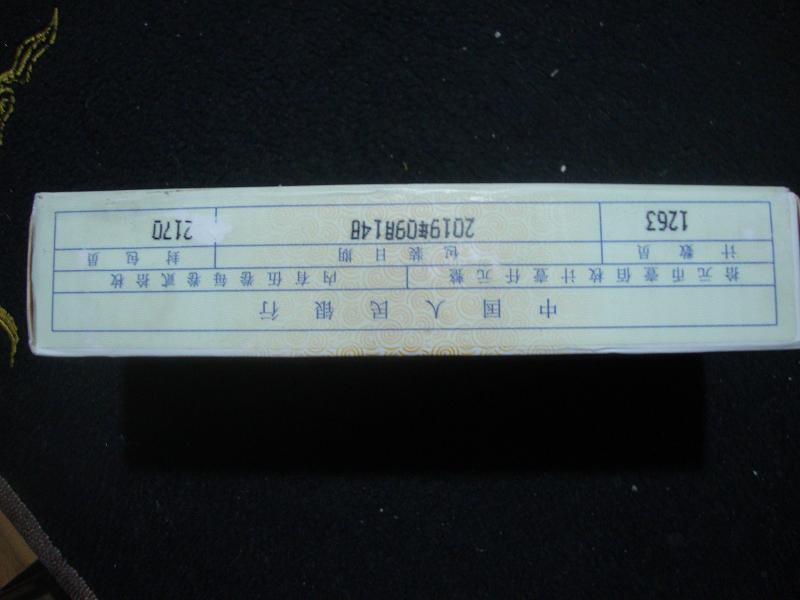 中国人民银行
拾元币壹佰枚计壹仟元整 内有伍卷每卷贰拾枚
计数员 包装日期 封包员
1263 2019年09月14日 2170